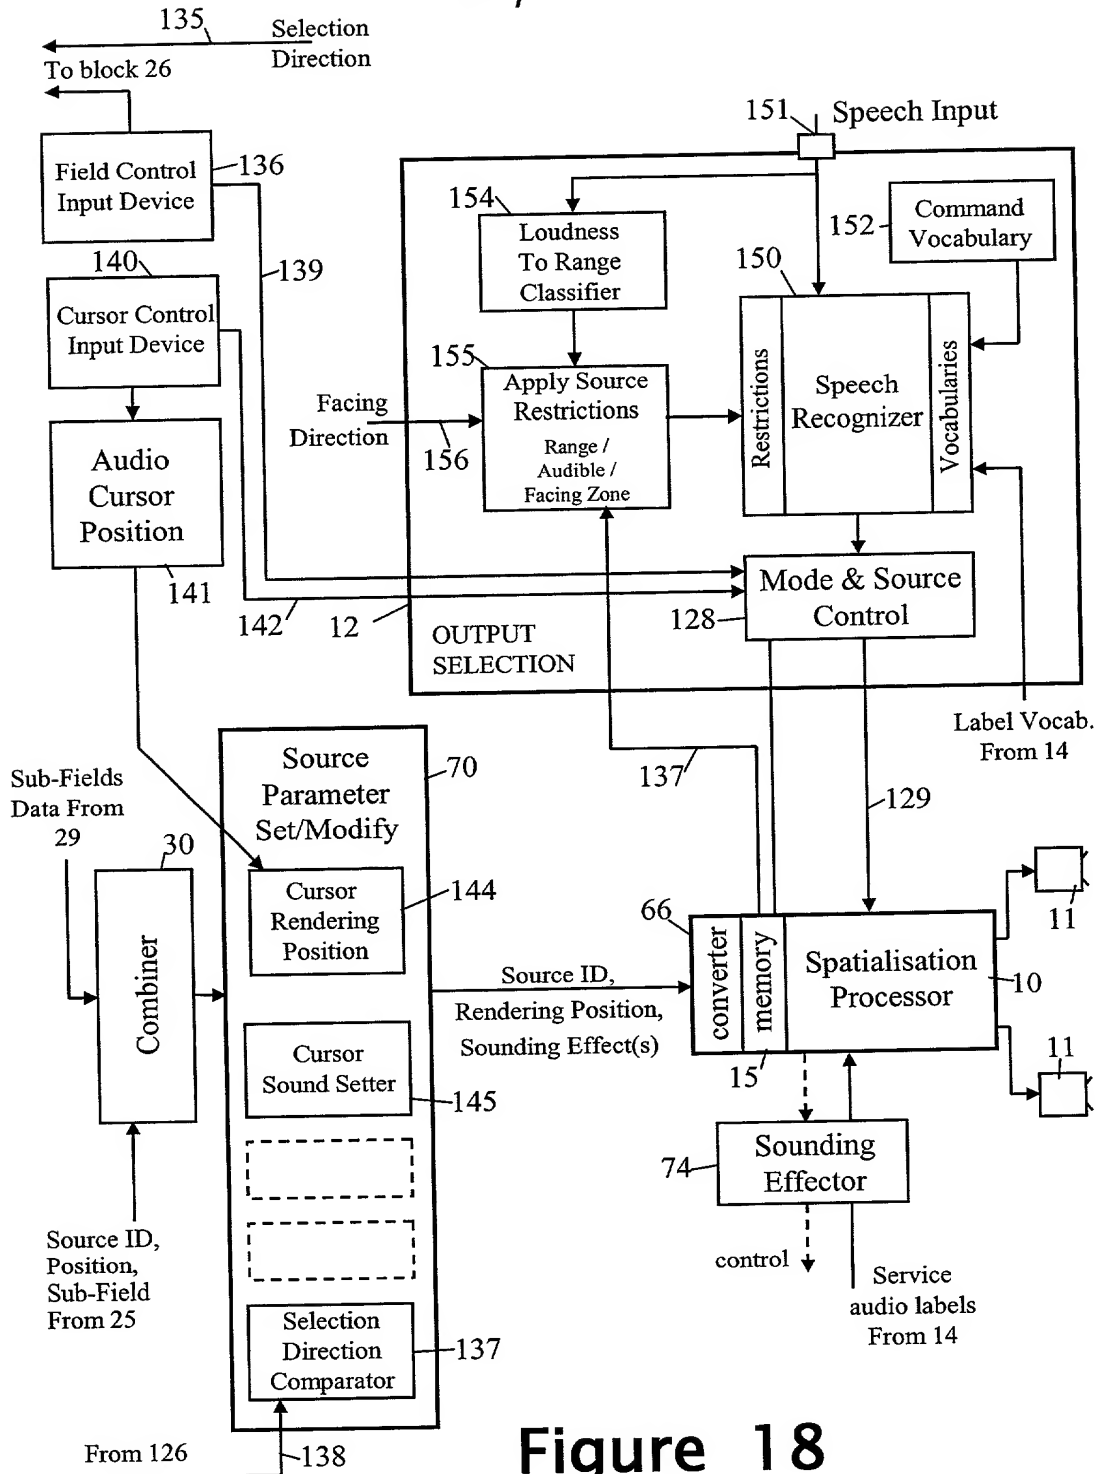 135
Selection
Direction
To block 26
Field Control
Input Device
136
140
139
Cursor Control
Input Device
Audio
Cursor
Position
141
142
12
151
Speech Input
154
Loudness
To Range
Classifier
152
Command
Vocabulary
150
155
Apply Source
Restrictions
Range /
Audible /
Facing Zone
Facing
Direction
156
Restrictions
Speech
Recognizer
Vocabularies
Mode & Source
Control
128
OUTPUT
SELECTION
Label Vocab.
From 14
137
129
Sub-Fields
Data From
29
30
Combiner
Source
Parameter
Set/Modify
70
Cursor
Rendering
Position
144
Cursor
Sound Setter
145
Selection
Direction
Comparator
137
Source ID,
Position,
Sub-Field
From 25
From 126
138
Source ID,
Rendering Position,
Sounding Effect(s)
66
converter
memory
15
Spatialisation
Processor
10
11
11
Sounding
Effector
74
control
Service
audio labels
From 14
Figure 18